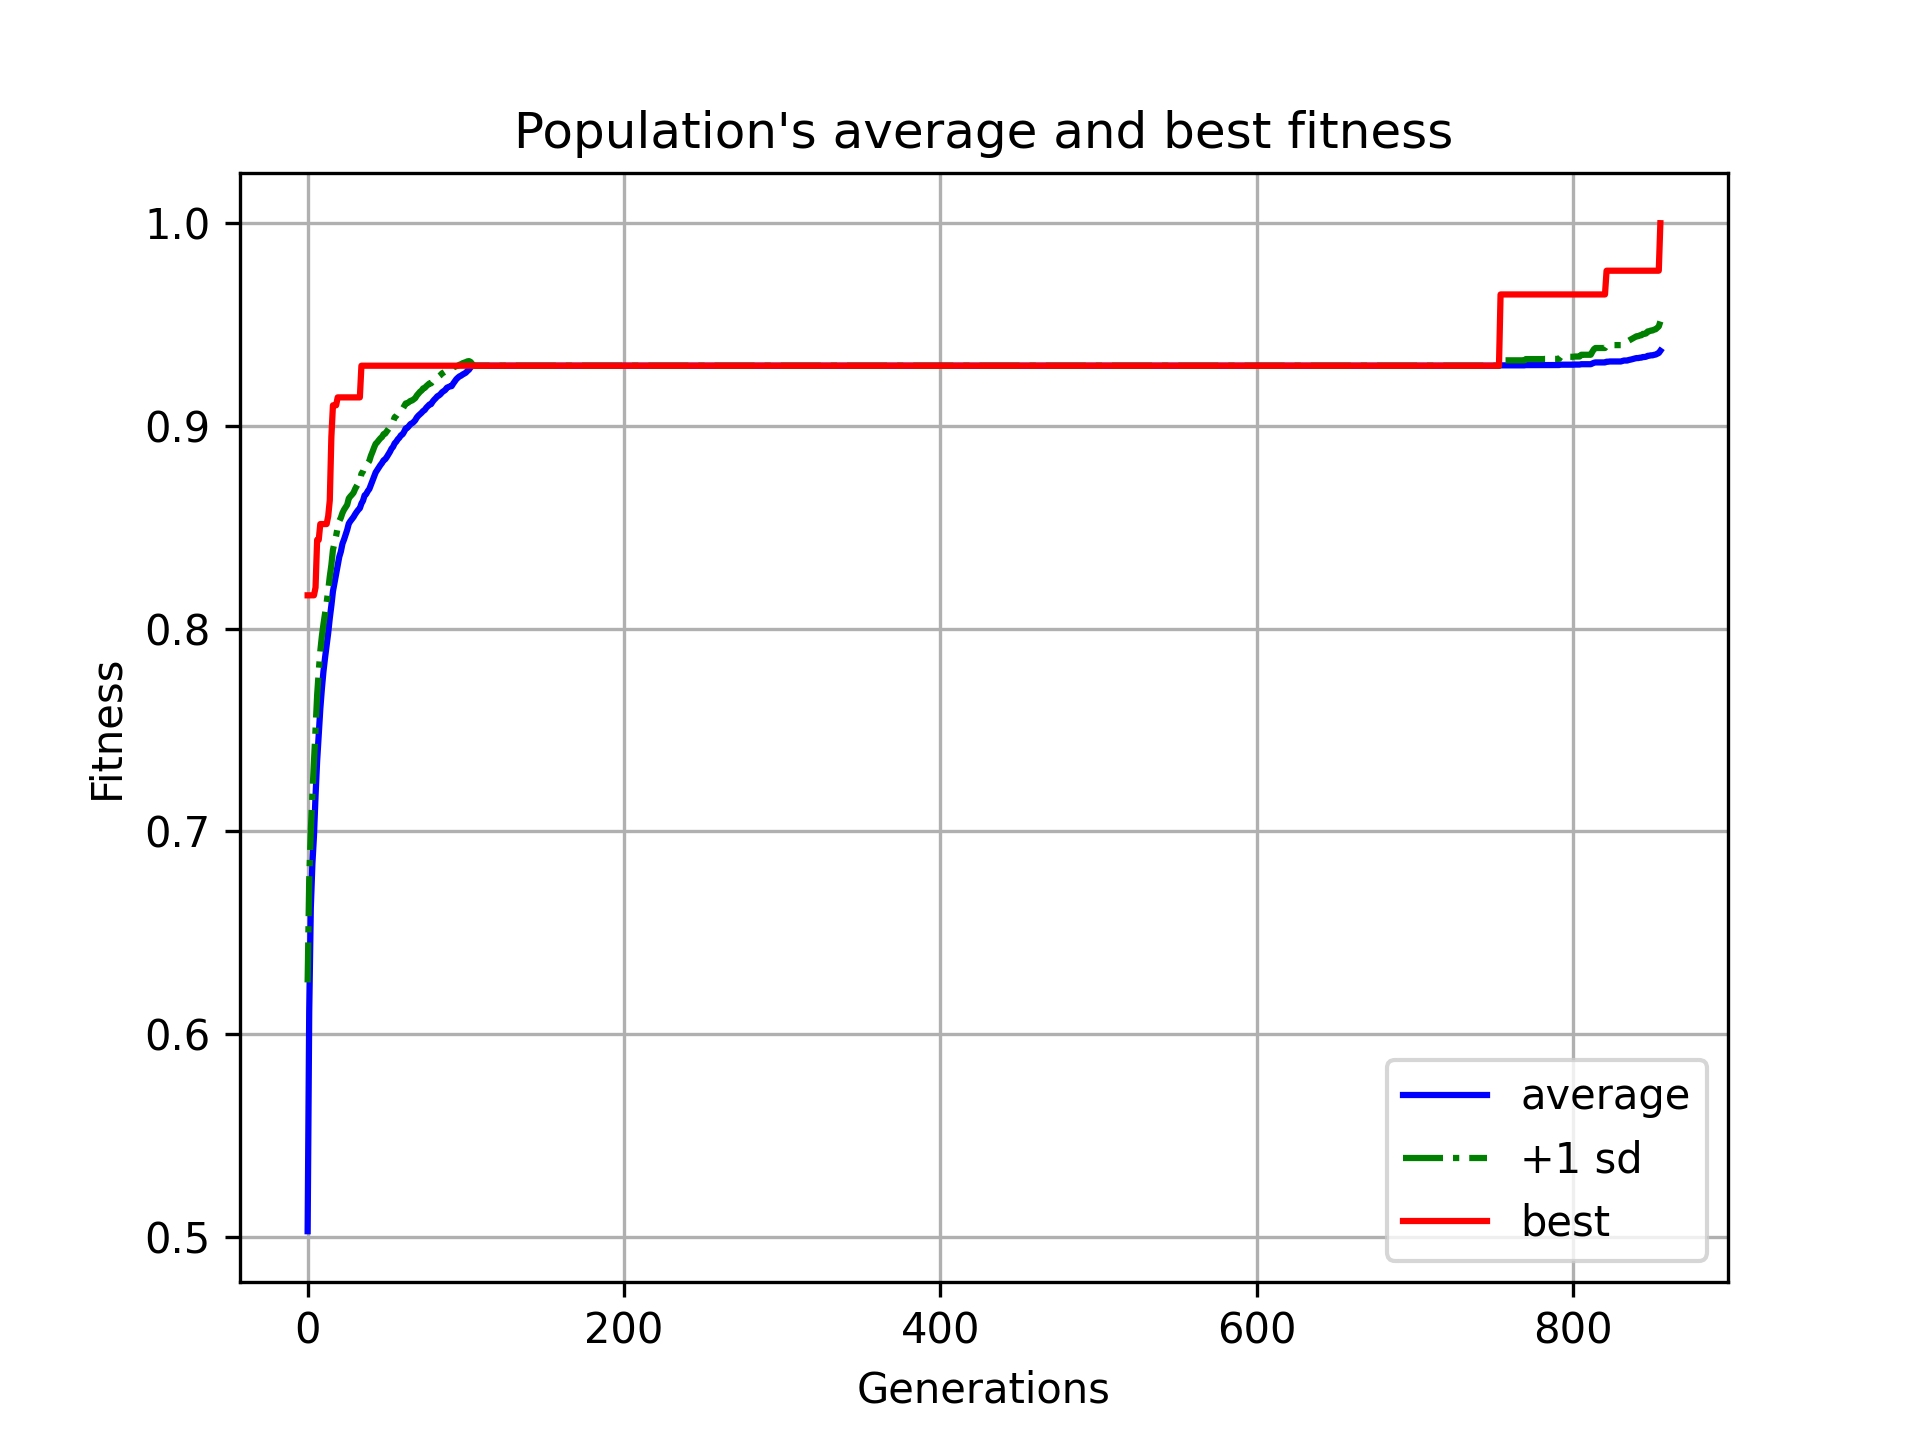 Population's average and best fitness
1.0
0.9
0.8
0.7
0.6
0.5
Fitness
0 200 400 600 800
Generations
average
+1 sd
best